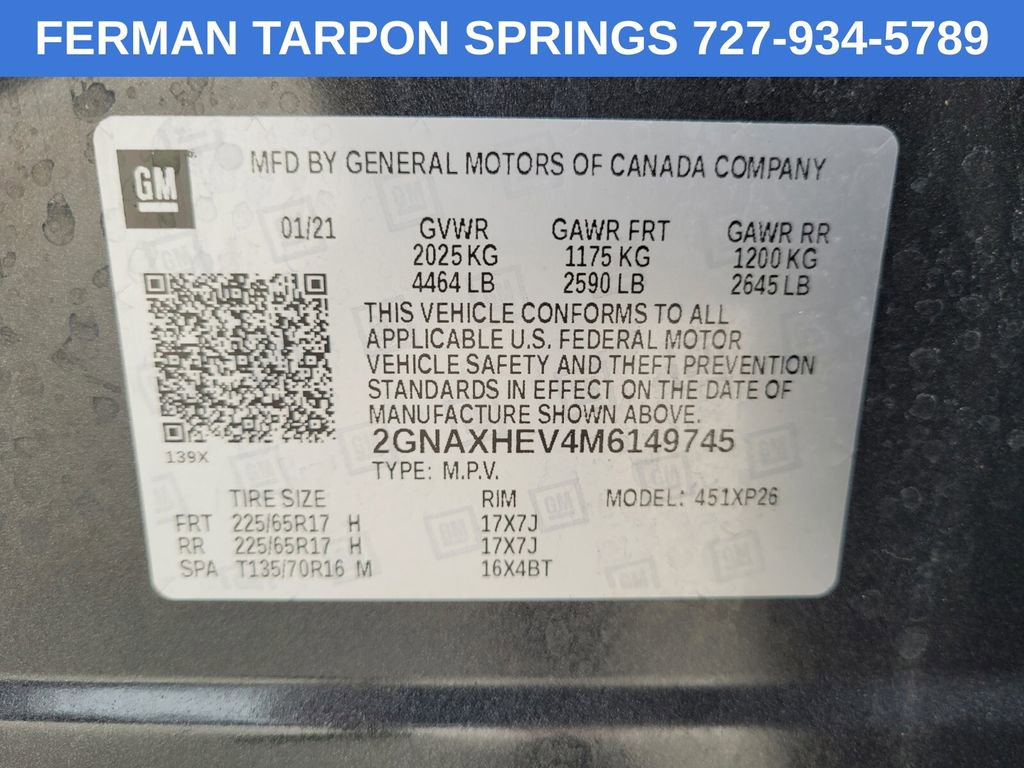 FERMAN TARPON SPRINGS 727-934-5789
GM MFD BY GENERAL MOTORS OF CANADA COMPANY
01/21 GVWR GAWR FRT GAWR RR
2025 KG 1175 KG 1200 KG
4464 LB 2590 LB 2645 LB
THIS VEHICLE CONFORMS TO ALL
APPLICABLE U.S. FEDERAL MOTOR
VEHICLE SAFETY AND THEFT PREVENTION
STANDARDS IN EFFECT ON THE DATE OF
MANUFACTURE SHOWN ABOVE.
2GNAXHEV4M6149745
139X
TYPE: M.P.V.
TIRE SIZE RIM MODEL: 451XP26
FRT 225/65R17 H 17X7J
RR 225/65R17 H 17X7J
SPA T135/70R16 M 16X4BT